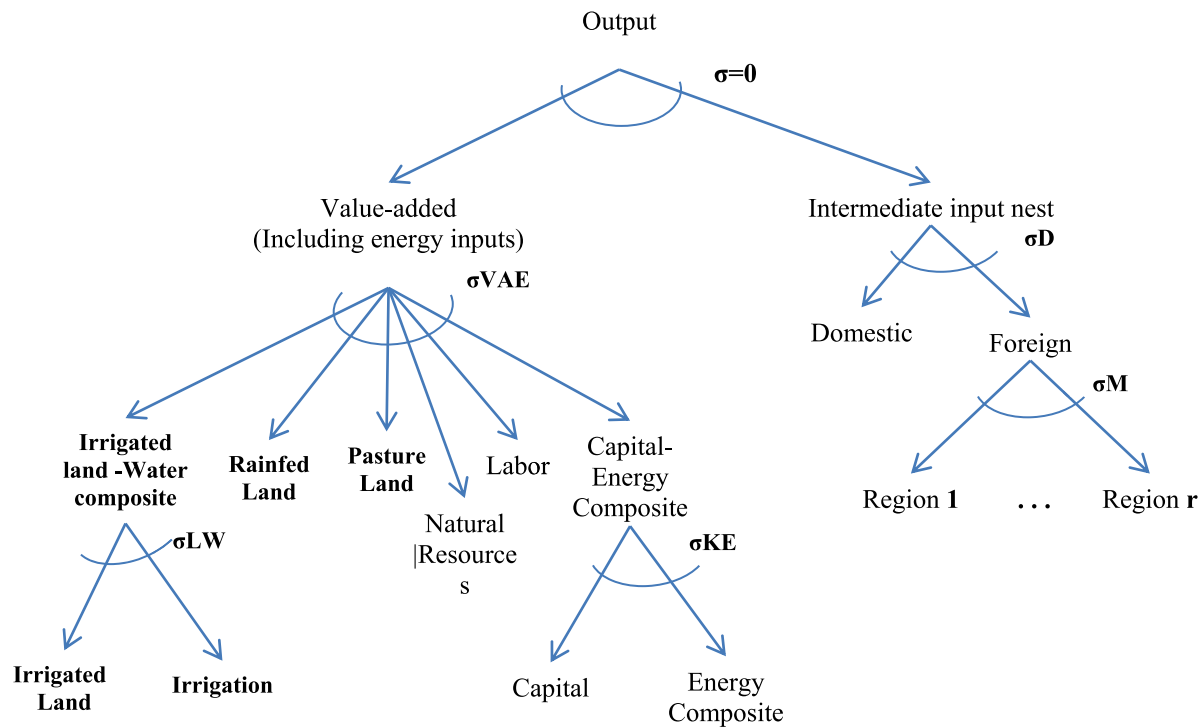 Output
σ=0
Value-added
(Including energy inputs)
Intermediate input nest
σD
σVAE
Domestic
Foreign
σM
Irrigated
land -Water
composite
Rainfed
Land
Pasture
Land
Labor
Capital-
Energy
Composite
Region 1
...
Region r
Natural
|Resource
s
σLW
σKE
Irrigated
Land
Irrigation
Capital
Energy
Composite